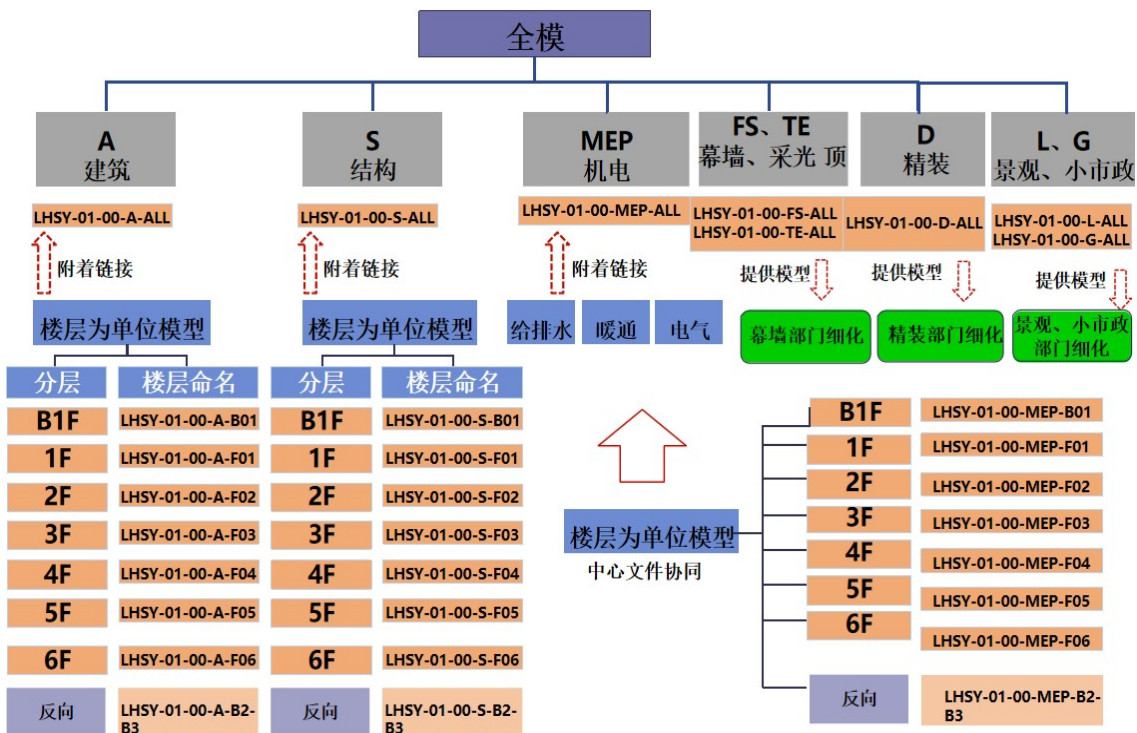 全模
A
建筑
S
结构
MEP
机电
FS、TE
幕墙、采光 顶
D
精装
L、G
景观、小市政
LHSY-01-00-A-ALL
LHSY-01-00-S-ALL
LHSY-01-00-MEP-ALL
LHSY-01-00-FS-ALL
LHSY-01-00-TE-ALL
LHSY-01-00-D-ALL
LHSY-01-00-L-ALL
LHSY-01-00-G-ALL
附着链接
附着链接
附着链接
提供模型
提供模型
提供模型
楼层为单位模型
楼层为单位模型
给排水
暖通
电气
幕墙部门细化
精装部门细化
景观、小市政
部门细化
分层
楼层命名
B1F
LHSY-01-00-A-B01
1F
LHSY-01-00-A-F01
2F
LHSY-01-00-A-F02
3F
LHSY-01-00-A-F03
4F
LHSY-01-00-A-F04
5F
LHSY-01-00-A-F05
6F
LHSY-01-00-A-F06
反向
LHSY-01-00-A-B2-
B3
分层
楼层命名
B1F
LHSY-01-00-S-B01
1F
LHSY-01-00-S-F01
2F
LHSY-01-00-S-F02
3F
LHSY-01-00-S-F03
4F
LHSY-01-00-S-F04
5F
LHSY-01-00-S-F05
6F
LHSY-01-00-S-F06
反向
LHSY-01-00-S-B2-
B3
楼层为单位模型
中心文件协同
B1F
LHSY-01-00-MEP-B01
1F
LHSY-01-00-MEP-F01
2F
LHSY-01-00-MEP-F02
3F
LHSY-01-00-MEP-F03
4F
LHSY-01-00-MEP-F04
5F
LHSY-01-00-MEP-F05
6F
LHSY-01-00-MEP-F06
反向
LHSY-01-00-MEP-B2-
B3